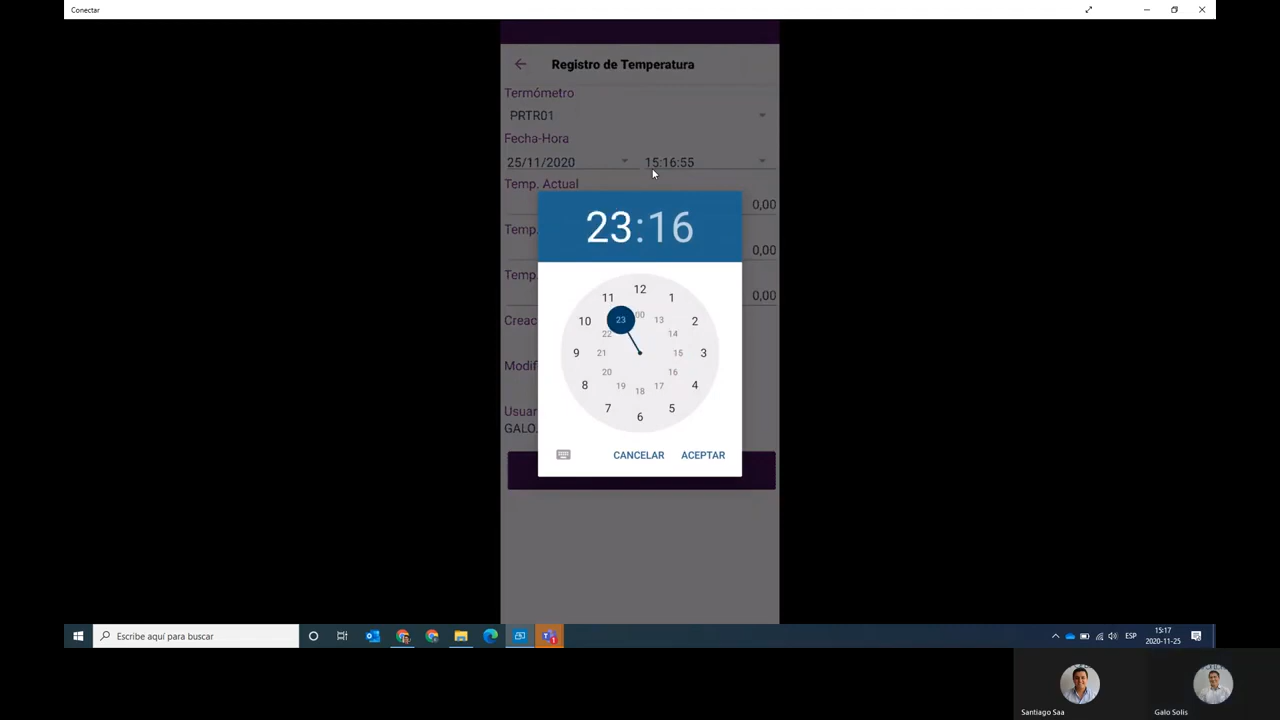 Conectar
Registro de Temperatura
Termómetro
PRTR01
Fecha-Hora
25/11/2020 15:16:55
Temp. Actual
0,00
23:16
Temp.
0,00
Temp.
0,00
12
11 1
00
10 23 13 2
22 14
9 21 15 3
20 16
8 19 17 4
18
7 5
6
Creac
Modif
Usuar
GALO.
CANCELAR ACEPTAR
Escribe aquí para buscar
ESP
15:17
2020-11-25
Santiago Saa
Galo Solis